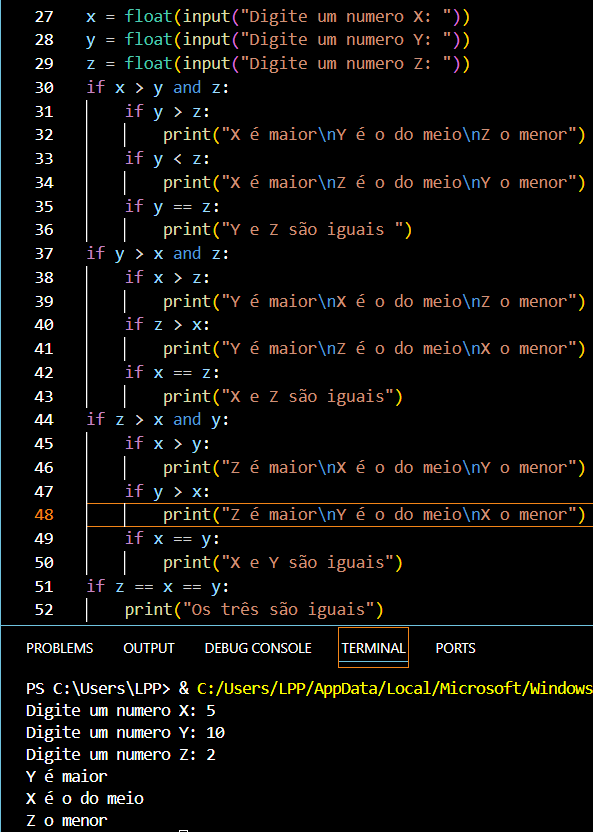 27 x = float(input("Digite um numero X: "))
28 y = float(input("Digite um numero Y: "))
29 z = float(input("Digite um numero Z: "))
30 if x > y and z:
31     if y > z:
32         print("X é maior\nY é o do meio\nZ o menor")
33     if y < z:
34         print("X é maior\nZ é o do meio\nY o menor")
35     if y == z:
36         print("Y e Z são iguais ")
37 if y > x and z:
38     if x > z:
39         print("Y é maior\nX é o do meio\nZ o menor")
40     if z > x:
41         print("Y é maior\nZ é o do meio\nX o menor")
42     if x == z:
43         print("X e Z são iguais")
44 if z > x and y:
45     if x > y:
46         print("Z é maior\nX é o do meio\nY o menor")
47     if y > x:
48         print("Z é maior\nY é o do meio\nX o menor")
49     if x == y:
50         print("X e Y são iguais")
51 if z == x == y:
52     print("Os três são iguais")
PROBLEMS OUTPUT DEBUG CONSOLE TERMINAL PORTS
PS C:\Users\LPP> & C:/Users/LPP/AppData/Local/Microsoft/Windows
Digite um numero X: 5
Digite um numero Y: 10
Digite um numero Z: 2
Y é maior
X é o do meio
Z o menor